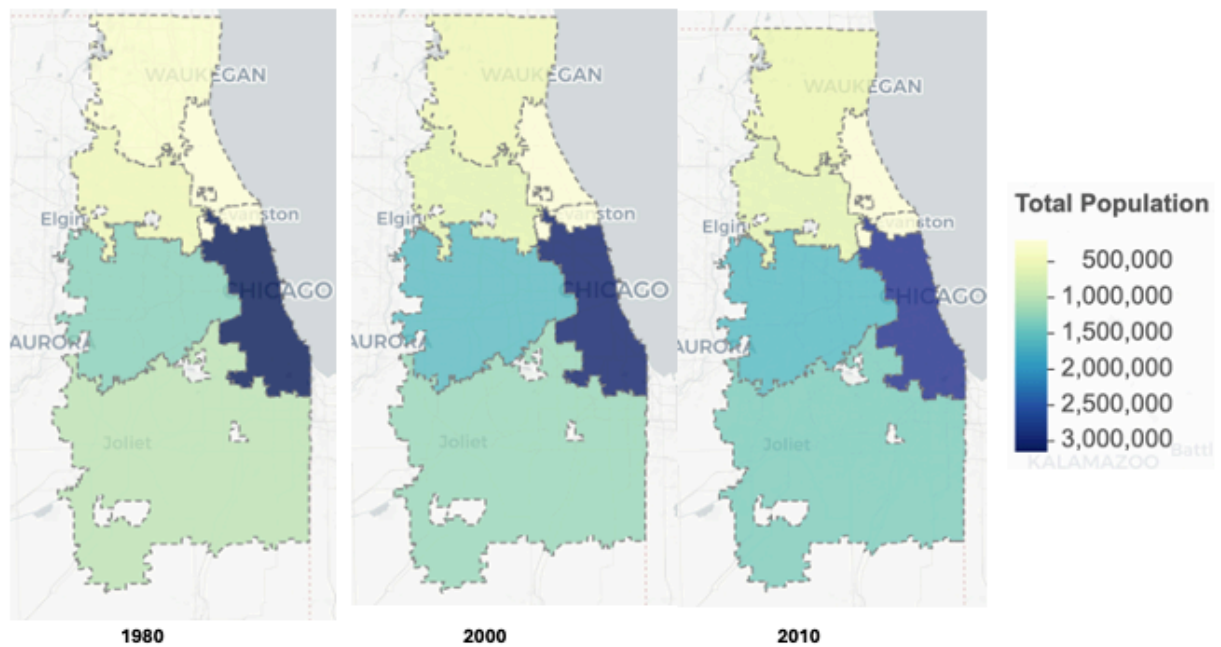 WAUKEGAN
Elgin
Evanston
CHICAGO
AURORA
Joliet
1980
WAUKEGAN
Elgin
Evanston
CHICAGO
AURORA
Joliet
2000
WAUKEGAN
Elgin
Evanston
CHICAGO
AURORA
Joliet
2010
Total Population
500,000
1,000,000
1,500,000
2,000,000
2,500,000
3,000,000
Battl
KALAMAZOO